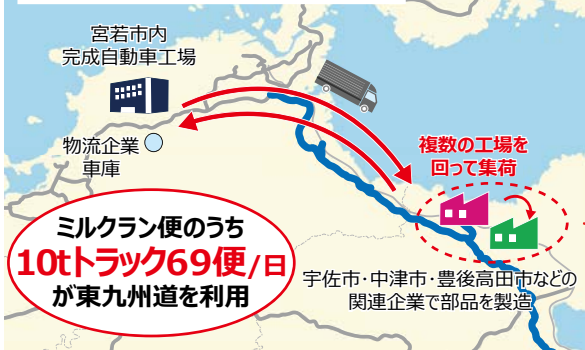 宮若市内
完成自動車工場
物流企業
車庫
複数の工場を
回って集荷
ミルクラン便のうち
10tトラック69便/日
が東九州道を利用
宇佐市・中津市・豊後高田市などの
関連企業で部品を製造